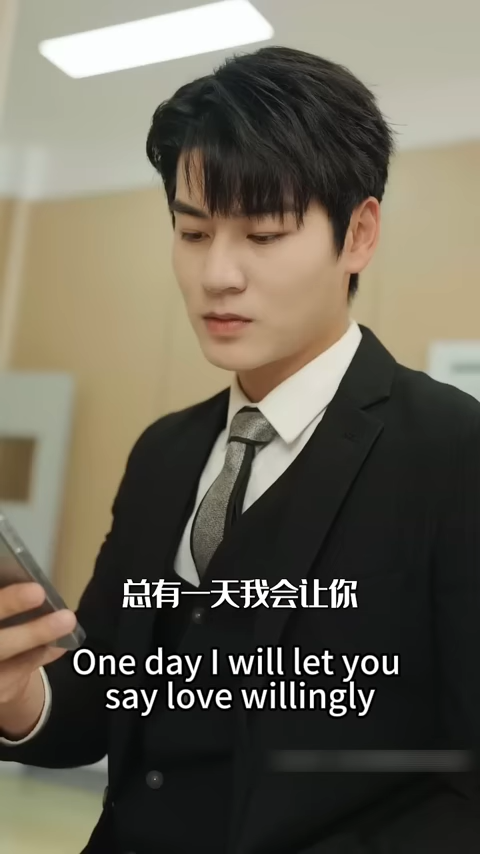 总有一天我会让你
One day I will let you
say love willingly